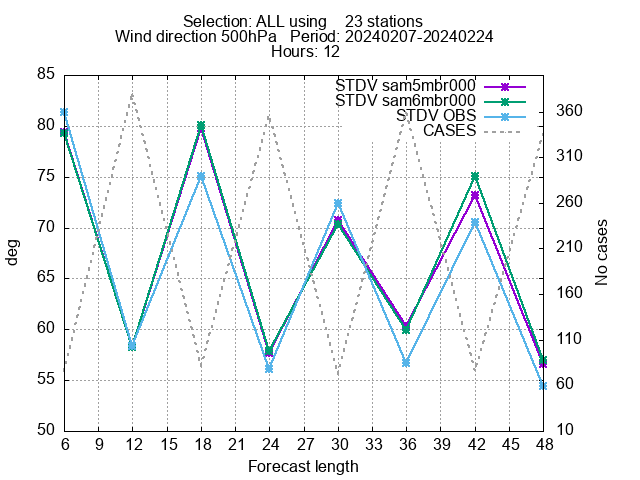 Selection: ALL using    23 stations
Wind direction 500hPa   Period: 20240207-20240224
Hours: 12
STDV sam5mbr000
STDV sam6mbr000
STDV OBS
CASES
85
80
75
70
65
60
55
50
deg
360
310
260
210
160
110
60
10
No cases
6 9 12 15 18 21 24 27 30 33 36 39 42 45 48
Forecast length